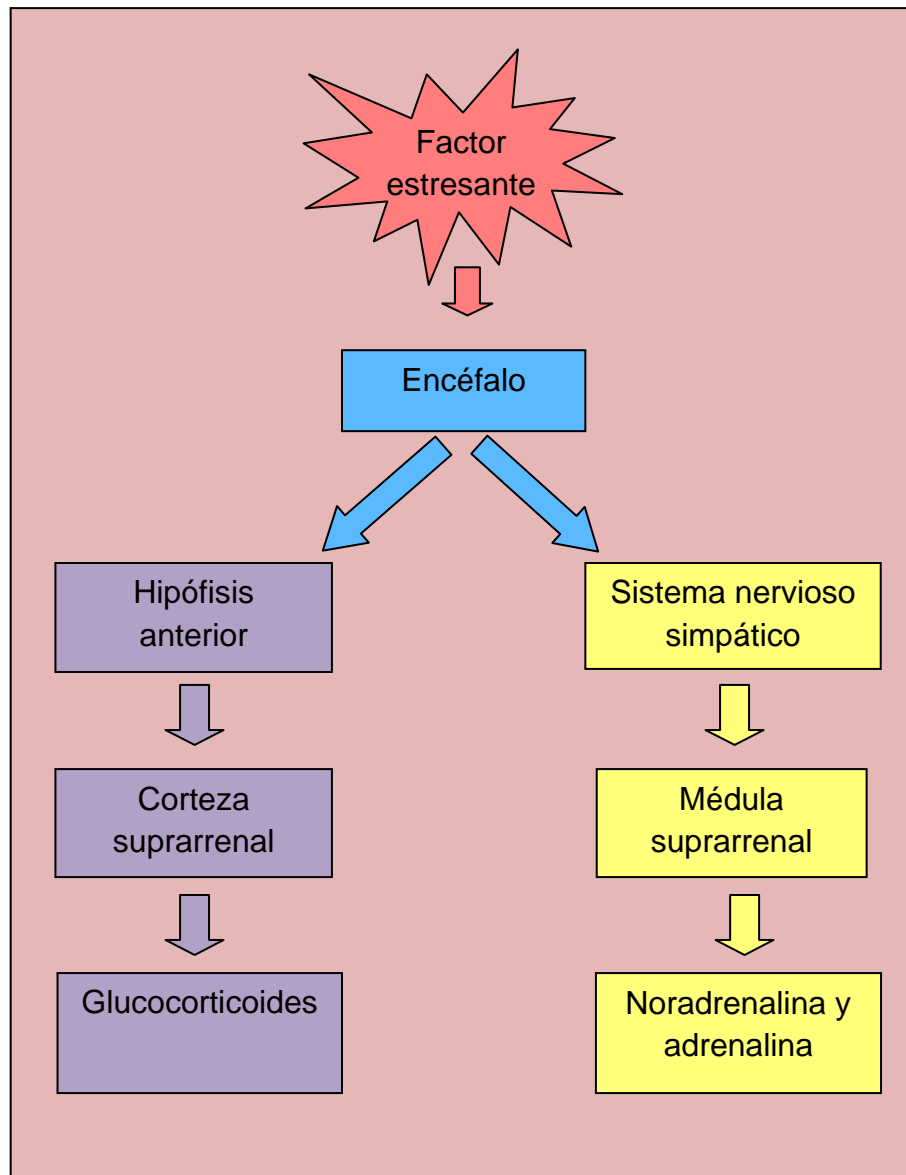 Factor
estresante
Encéfalo
Hipófisis
anterior
Sistema nervioso
simpático
Corteza
suprarrenal
Médula
suprarrenal
Glucocorticoides
Noradrenalina y
adrenalina